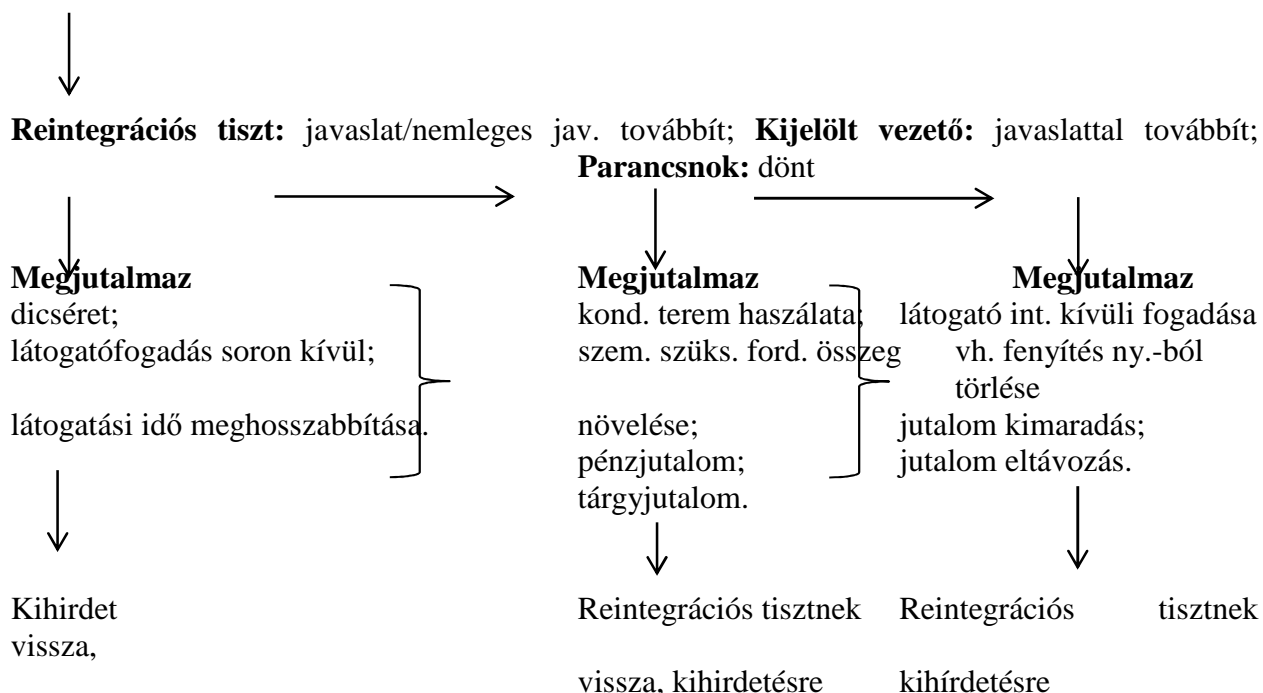 Reintegrációs tiszt: javaslat/nemleges jav. továbbít; Kijelölt vezető: javaslattal továbbít;
Parancsnok: dönt
Megjutalmaz
dicséret;
látogatófogadás soron kívül;
látogatási idő meghosszabbítása.
Kihirdet
vissza,
Megjutalmaz
kond. terem haszálata;
szem. szüks. ford. összeg
növelése;
pénzjutalom;
tárgyjutalom.
Reintegrációs tisztnek
vissza, kihirdetésre
Megjutalmaz
látogató int. kívüli fogadása
vh. fenyítés ny.-ból
törlése
jutalom kimaradás;
jutalom eltávozás.
Reintegrációs tisztnek
kihírdetésre